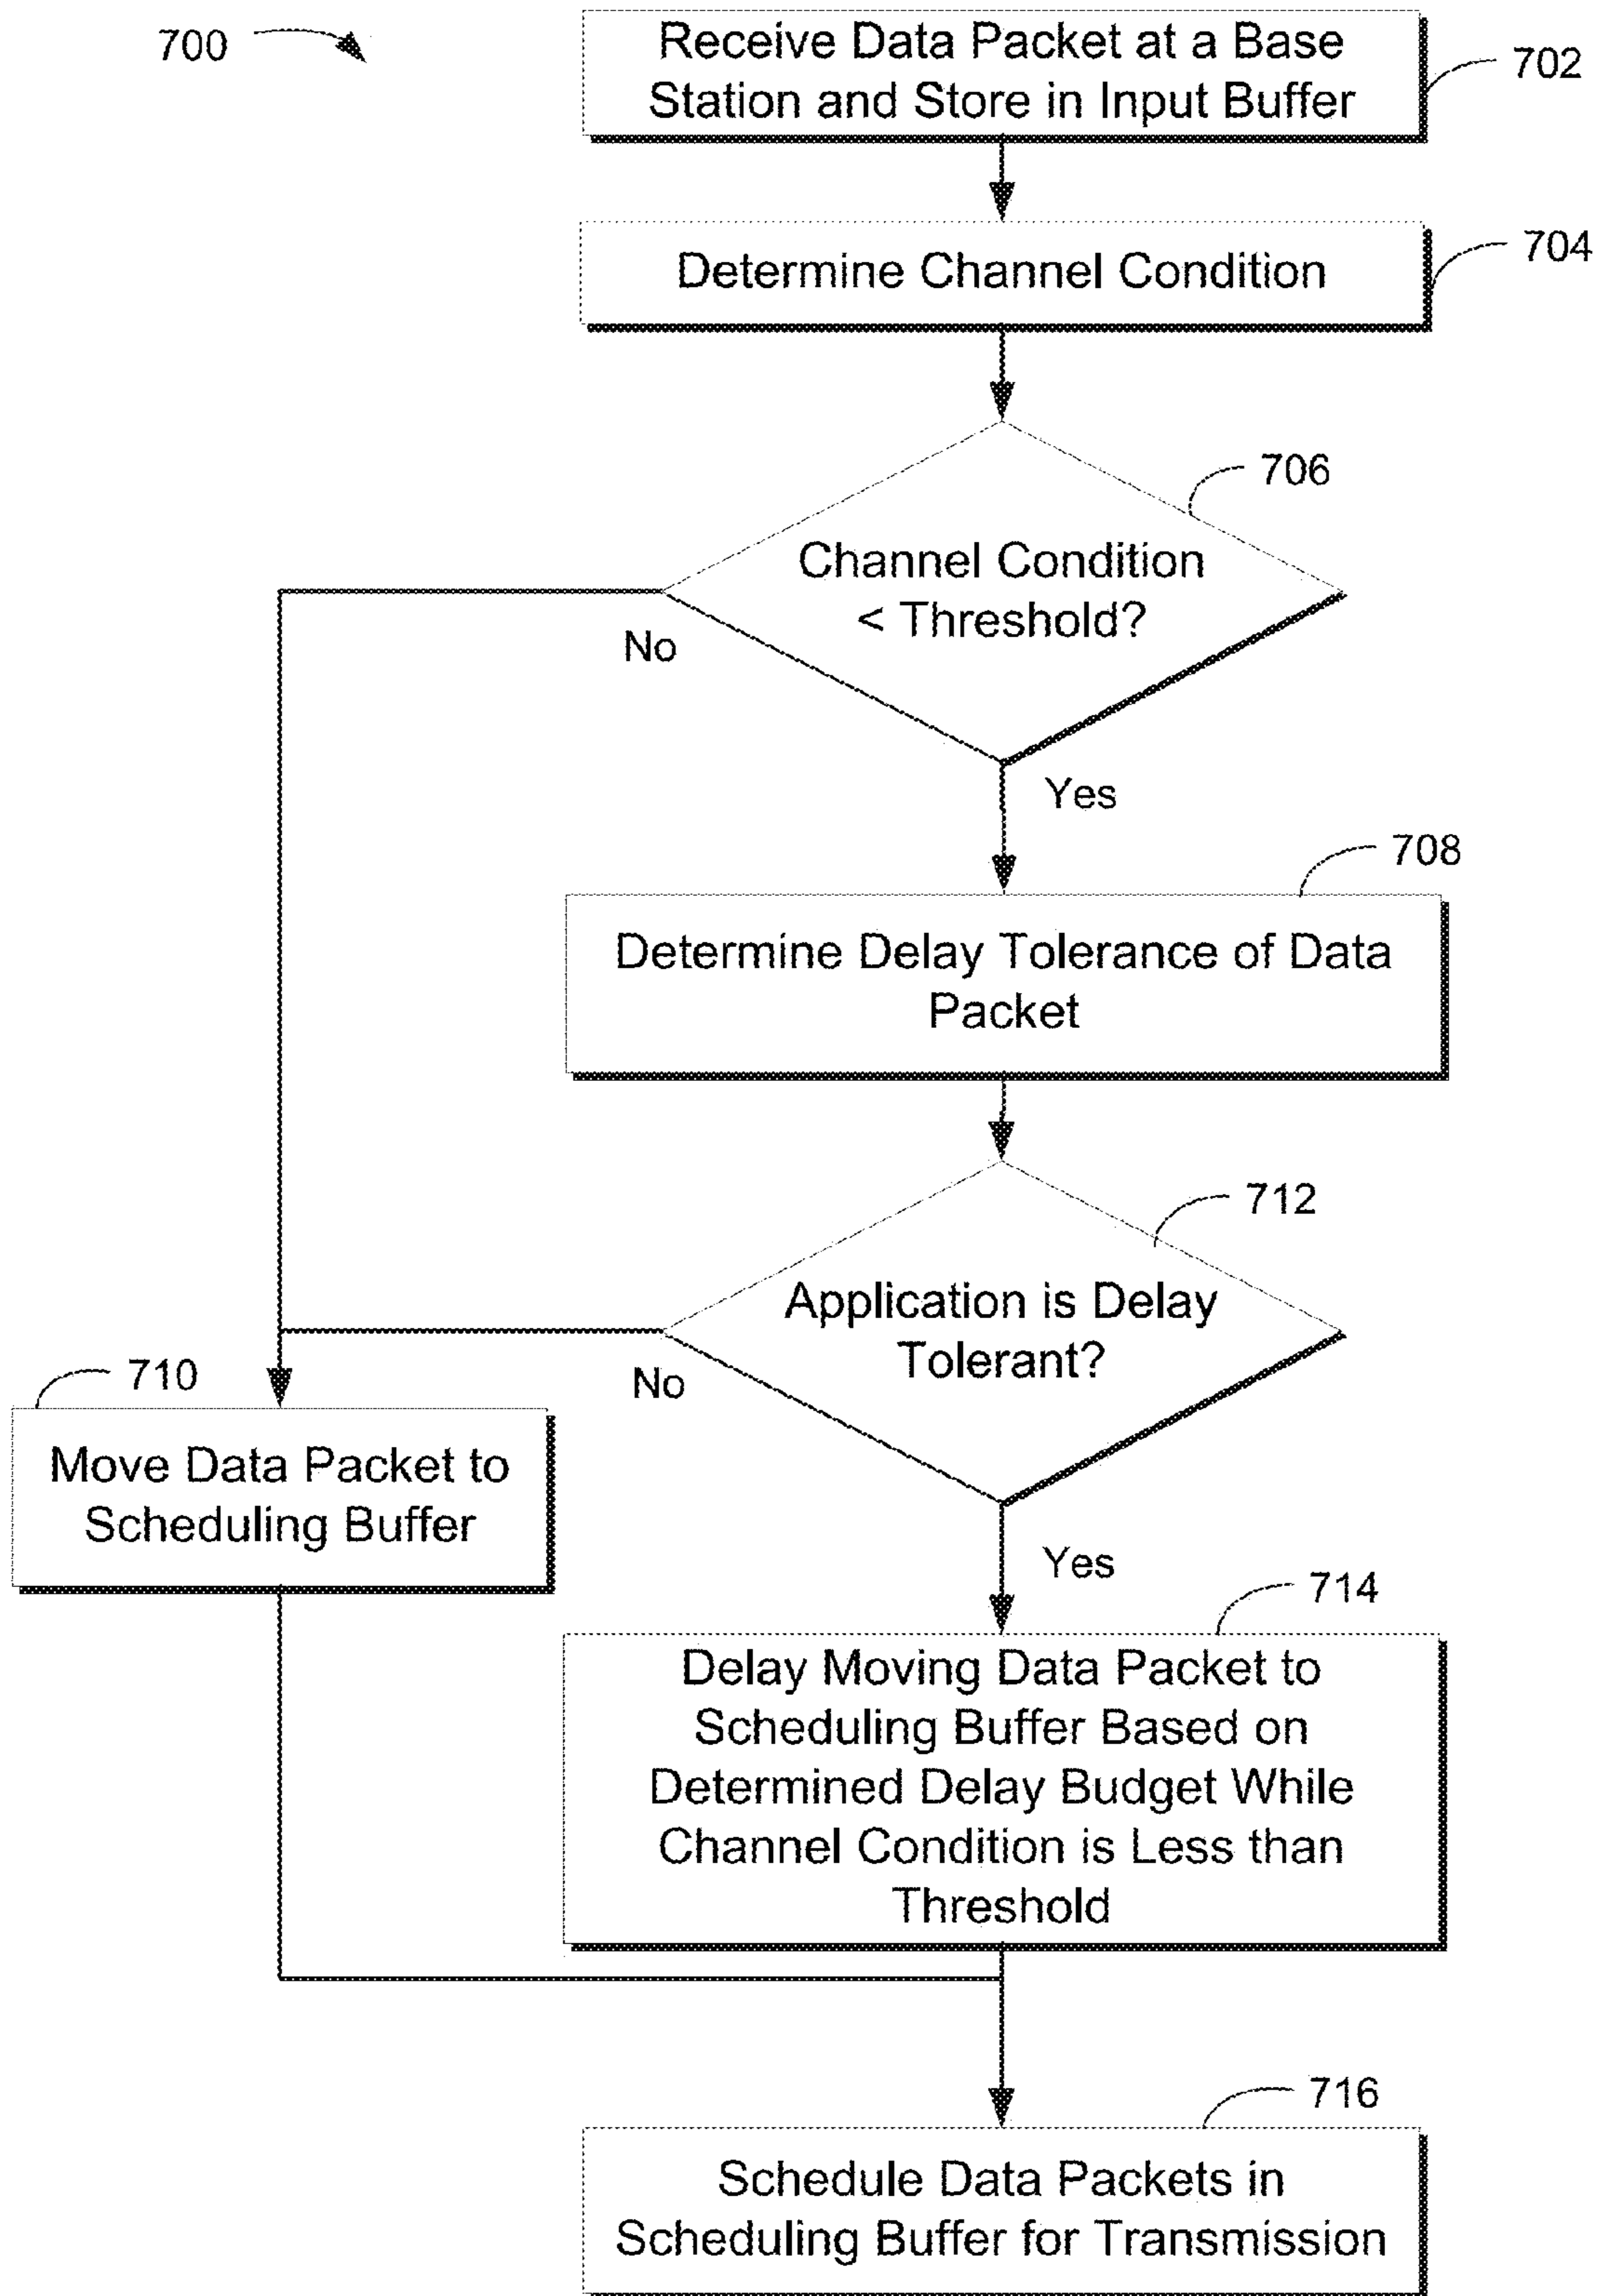 700
Receive Data Packet at a Base
Station and Store in Input Buffer
702
Determine Channel Condition
704
706
Channel Condition
< Threshold?
No
Yes
708
Determine Delay Tolerance of Data
Packet
712
Application is Delay
Tolerant?
No
Yes
710
Move Data Packet to
Scheduling Buffer
714
Delay Moving Data Packet to
Scheduling Buffer Based on
Determined Delay Budget While
Channel Condition is Less than
Threshold
716
Schedule Data Packets in
Scheduling Buffer for Transmission